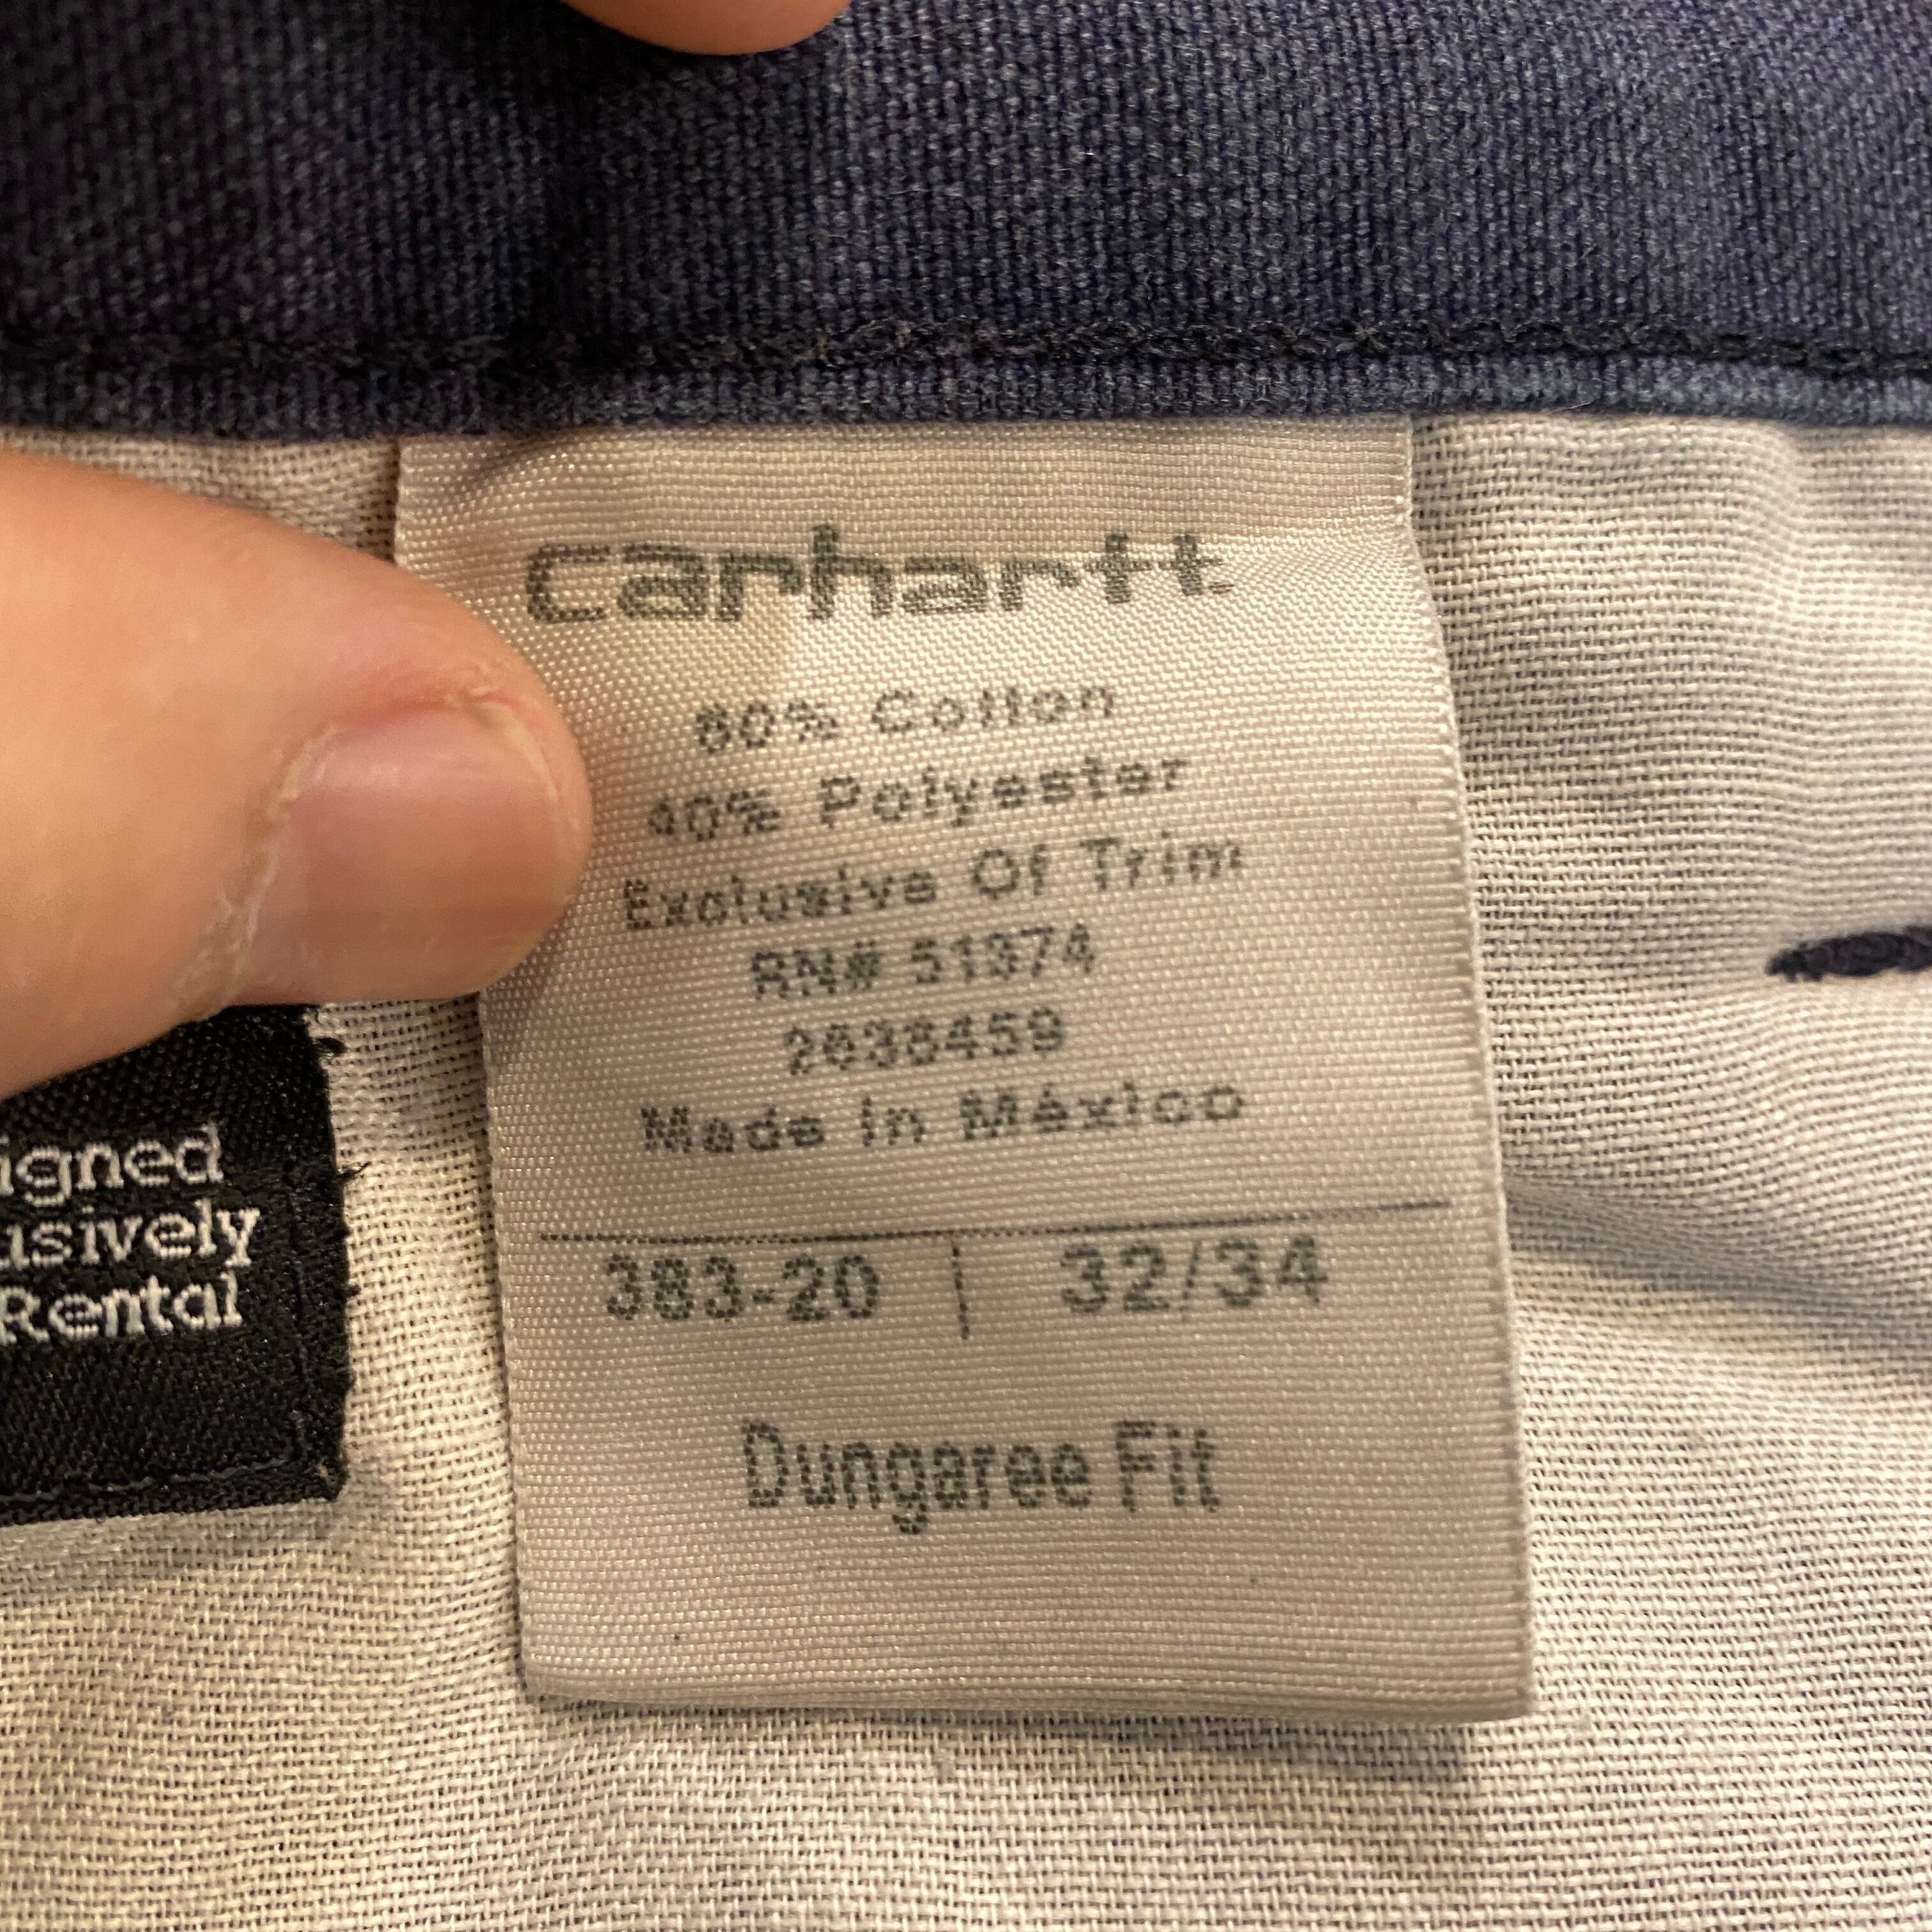 carhartt
60% Cotton
40% Polyester
Exclusive Of Trim
RN# 51374
2638459
Made in México
383-20 | 32/34
Dungaree Fit
igned
usively
Rental